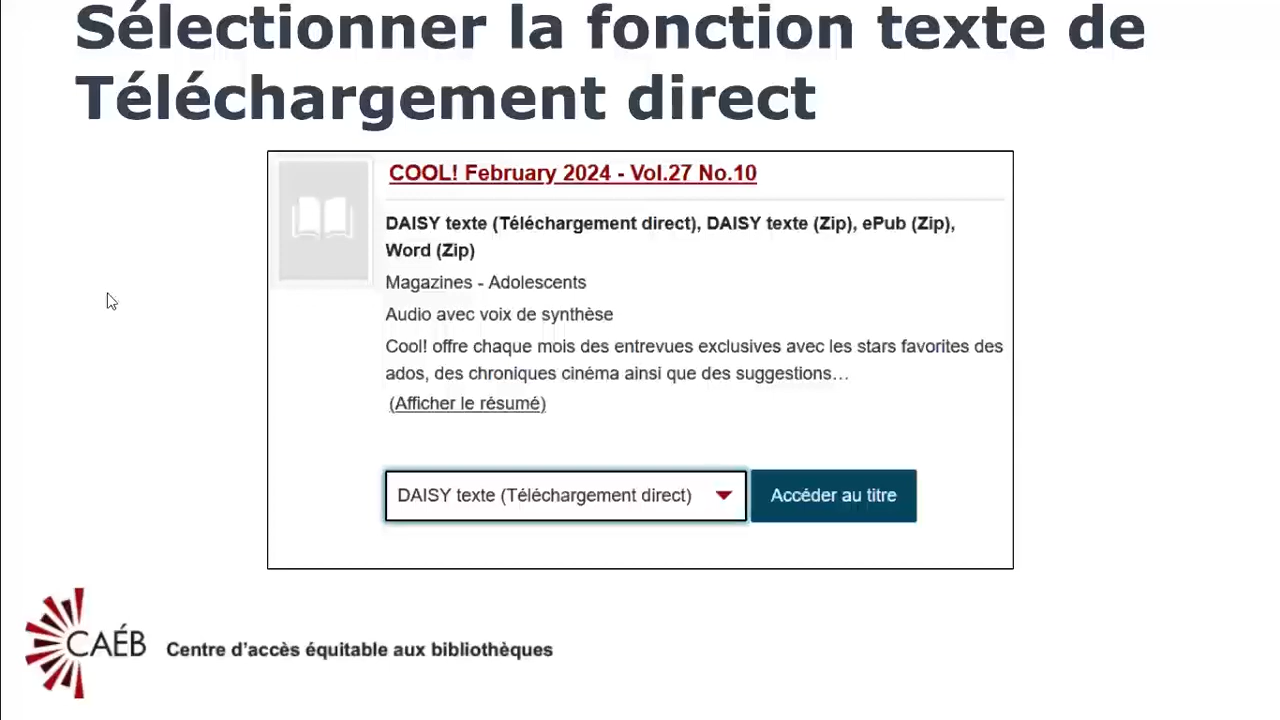 Sélectionner la fonction texte de
Téléchargement direct
COOL! February 2024 - Vol.27 No.10
DAISY texte (Téléchargement direct), DAISY texte (Zip), ePub (Zip),
Word (Zip)
Magazines - Adolescents
Audio avec voix de synthèse
Cool! offre chaque mois des entrevues exclusives avec les stars favorites des
ados, des chroniques cinéma ainsi que des suggestions…
(Afficher le résumé)
DAISY texte (Téléchargement direct)
Accéder au titre
CAÉB
Centre d’accès équitable aux bibliothèques